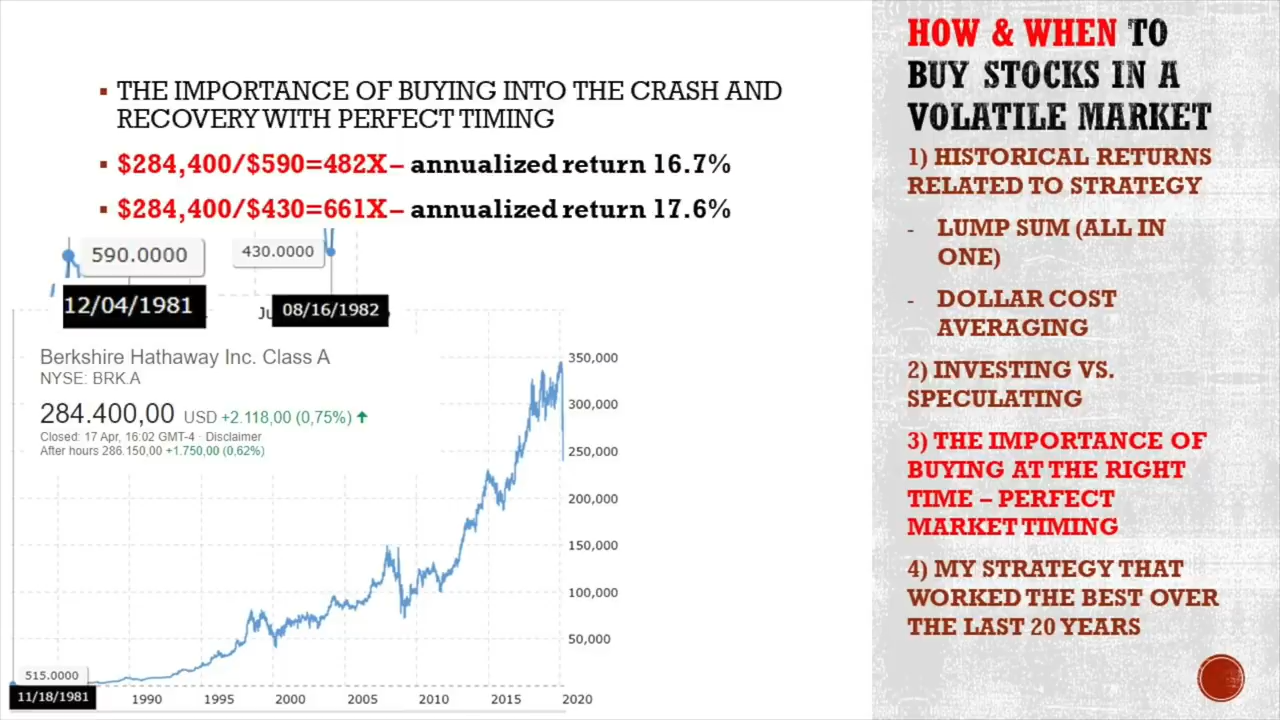 THE IMPORTANCE OF BUYING INTO THE CRASH AND
RECOVERY WITH PERFECT TIMING
$284,400/$590=482X– annualized return 16.7%
$284,400/$430=661X– annualized return 17.6%
590.0000
430.0000
12/04/1981
Ju
08/16/1982
Berkshire Hathaway Inc. Class A
NYSE: BRK.A
284.400,00 USD +2.118,00 (0,75%)
Closed: 17 Apr, 16:02 GMT-4 · Disclaimer
After hours 286.150,00 +1.750,00 (0,62%)
350,000
300,000
250,000
200,000
150,000
100,000
50,000
515.0000
11/18/1981
1990
1995
2000
2005
2010
2015
2020
HOW & WHEN TO
BUY STOCKS IN A
VOLATILE MARKET
1) HISTORICAL RETURNS
RELATED TO STRATEGY
- LUMP SUM (ALL IN
ONE)
- DOLLAR COST
AVERAGING
2) INVESTING VS.
SPECULATING
3) THE IMPORTANCE OF
BUYING AT THE RIGHT
TIME – PERFECT
MARKET TIMING
4) MY STRATEGY THAT
WORKED THE BEST OVER
THE LAST 20 YEARS